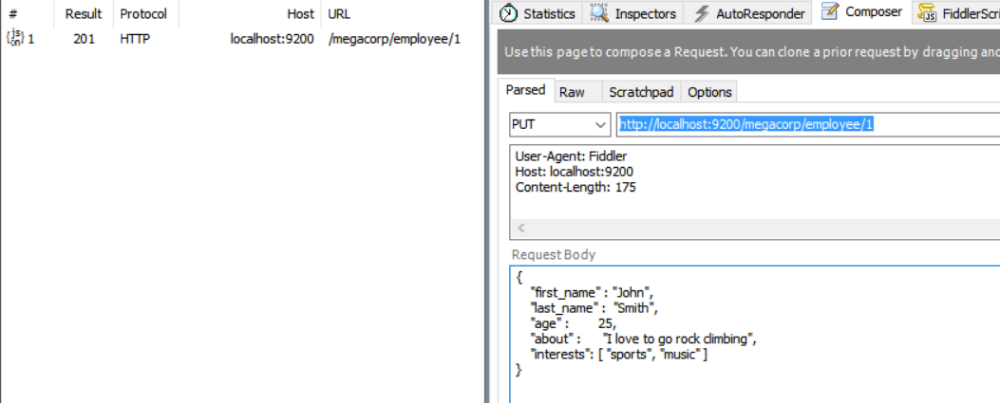 # Result Protocol Host URL
{js on} 1 201 HTTP localhost:9200 /megacorp/employee/1
Statistics Inspectors AutoResponder Composer FiddlerScri
Use this page to compose a Request. You can clone a prior request by dragging and
Parsed Raw Scratchpad Options
PUT http://localhost:9200/megacorp/employee/1
User-Agent: Fiddler
Host: localhost:9200
Content-Length: 175
Request Body
{
"first_name" : "John",
"last_name" : "Smith",
"age" : 25,
"about" : "I love to go rock climbing",
"interests": [ "sports", "music" ]
}